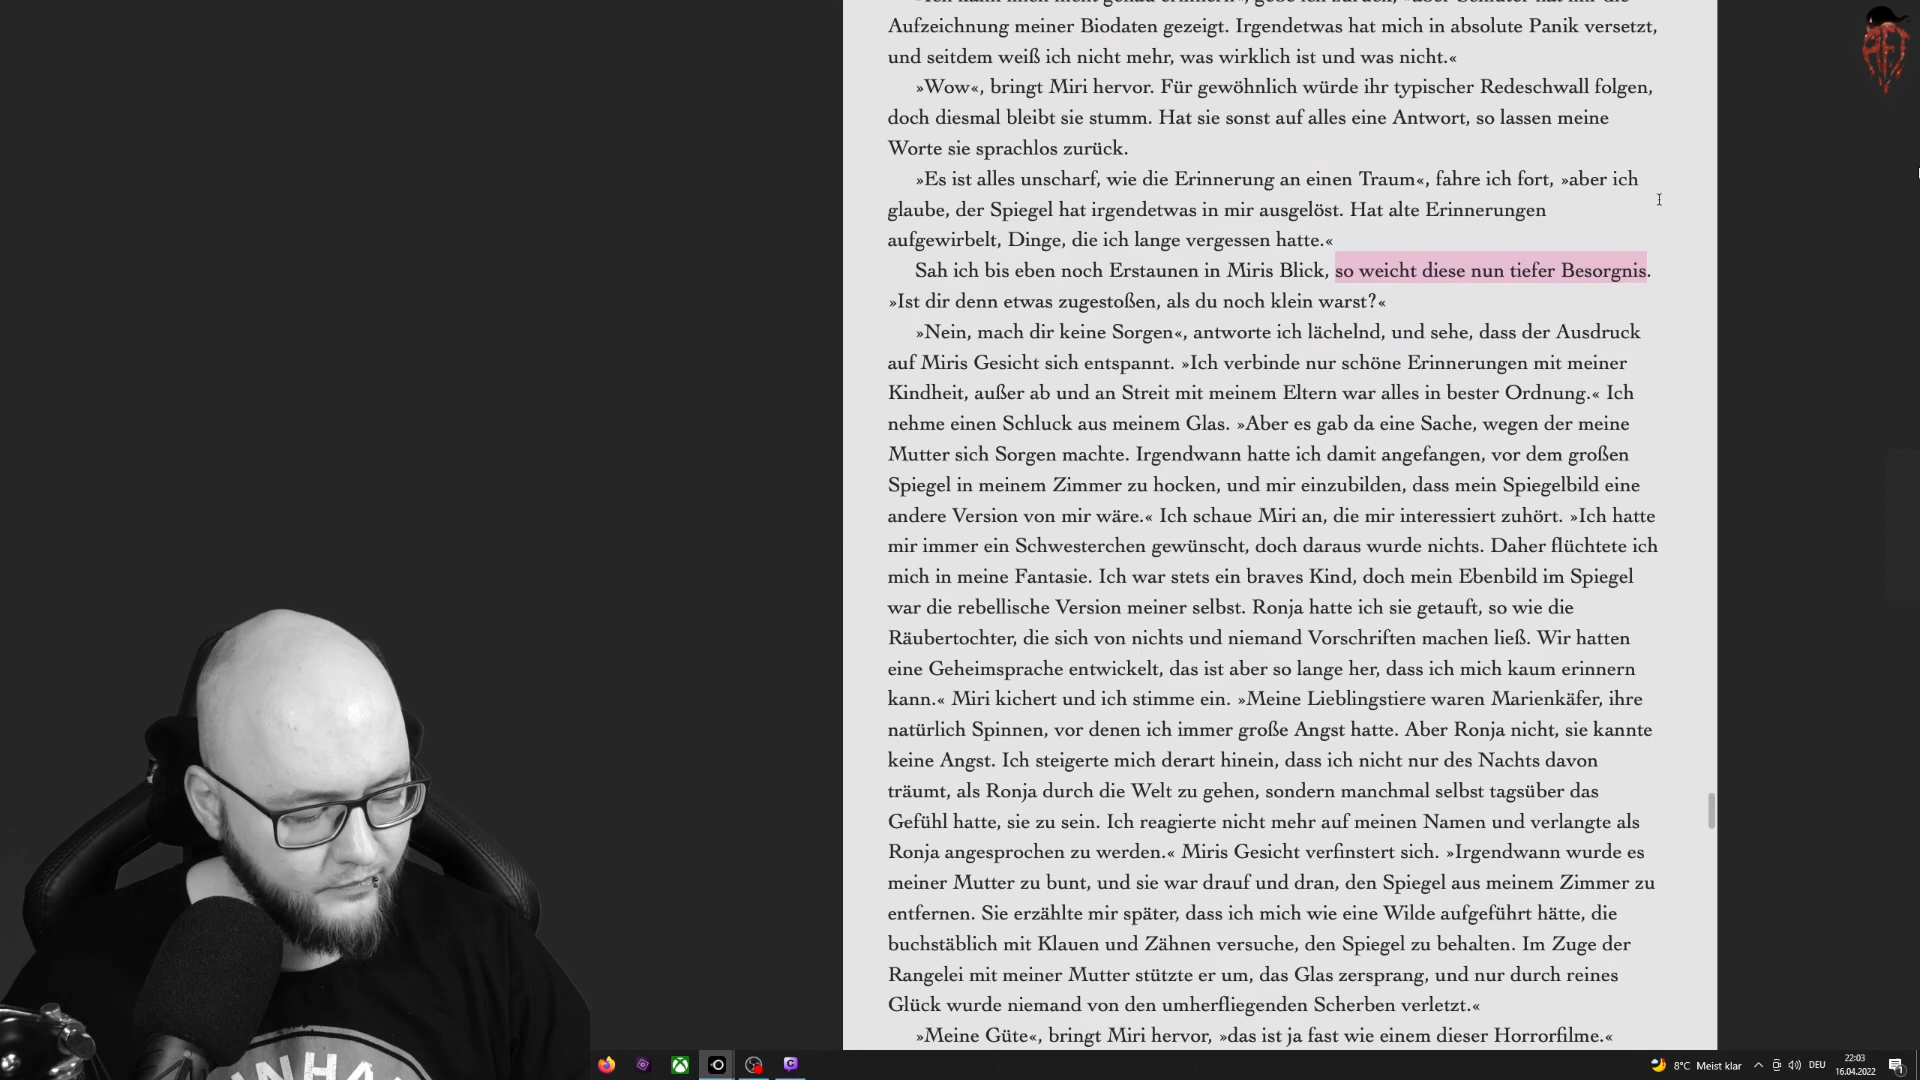 Aufzeichnung meiner Biodaten gezeigt. Irgendetwas hat mich in absolute Panik versetzt,
und seitdem weiß ich nicht mehr, was wirklich ist und was nicht.«
»Wow«, bringt Miri hervor. Für gewöhnlich würde ihr typischer Redeschwall folgen,
doch diesmal bleibt sie stumm. Hat sie sonst auf alles eine Antwort, so lassen meine
Worte sie sprachlos zurück.
»Es ist alles unscharf, wie die Erinnerung an einen Traum«, fahre ich fort, »aber ich
glaube, der Spiegel hat irgendetwas in mir ausgelöst. Hat alte Erinnerungen
aufgewirbelt, Dinge, die ich lange vergessen hatte.«
Sah ich bis eben noch Erstaunen in Miris Blick, so weicht diese nun tiefer Besorgnis.
»Ist dir denn etwas zugestoßen, als du noch klein warst?«
»Nein, mach dir keine Sorgen«, antworte ich lächelnd, und sehe, dass der Ausdruck
auf Miris Gesicht sich entspannt. »Ich verbinde nur schöne Erinnerungen mit meiner
Kindheit, außer ab und an Streit mit meinem Eltern war alles in bester Ordnung.« Ich
nehme einen Schluck aus meinem Glas. »Aber es gab da eine Sache, wegen der meine
Mutter sich Sorgen machte. Irgendwann hatte ich damit angefangen, vor dem großen
Spiegel in meinem Zimmer zu hocken, und mir einzubilden, dass mein Spiegelbild eine
andere Version von mir wäre.« Ich schaue Miri an, die mir interessiert zuhört. »Ich hatte
mir immer ein Schwesterchen gewünscht, doch daraus wurde nichts. Daher flüchtete ich
mich in meine Fantasie. Ich war stets ein braves Kind, doch mein Ebenbild im Spiegel
war die rebellische Version meiner selbst. Ronja hatte ich sie getauft, so wie die
Räubertochter, die sich von nichts und niemand Vorschriften machen ließ. Wir hatten
eine Geheimsprache entwickelt, das ist aber so lange her, dass ich mich kaum erinnern
kann.« Miri kichert und ich stimme ein. »Meine Lieblingstiere waren Marienkäfer, ihre
natürlich Spinnen, vor denen ich immer große Angst hatte. Aber Ronja nicht, sie kannte
keine Angst. Ich steigerte mich derart hinein, dass ich nicht nur des Nachts davon
träumt, als Ronja durch die Welt zu gehen, sondern manchmal selbst tagsüber das
Gefühl hatte, sie zu sein. Ich reagierte nicht mehr auf meinen Namen und verlangte als
Ronja angesprochen zu werden.« Miris Gesicht verfinstert sich. »Irgendwann wurde es
meiner Mutter zu bunt, und sie war drauf und dran, den Spiegel aus meinem Zimmer zu
entfernen. Sie erzählte mir später, dass ich mich wie eine Wilde aufgeführt hätte, die
buchstäblich mit Klauen und Zähnen versuche, den Spiegel zu behalten. Im Zuge der
Rangelei mit meiner Mutter stützte er um, das Glas zersprang, und nur durch reines
Glück wurde niemand von den umherfliegenden Scherben verletzt.«
»Meine Güte«, bringt Miri hervor, »das ist ja fast wie einem dieser Horrorfilme.«
8°C Meist klar
DEU
22:03
16.04.2022